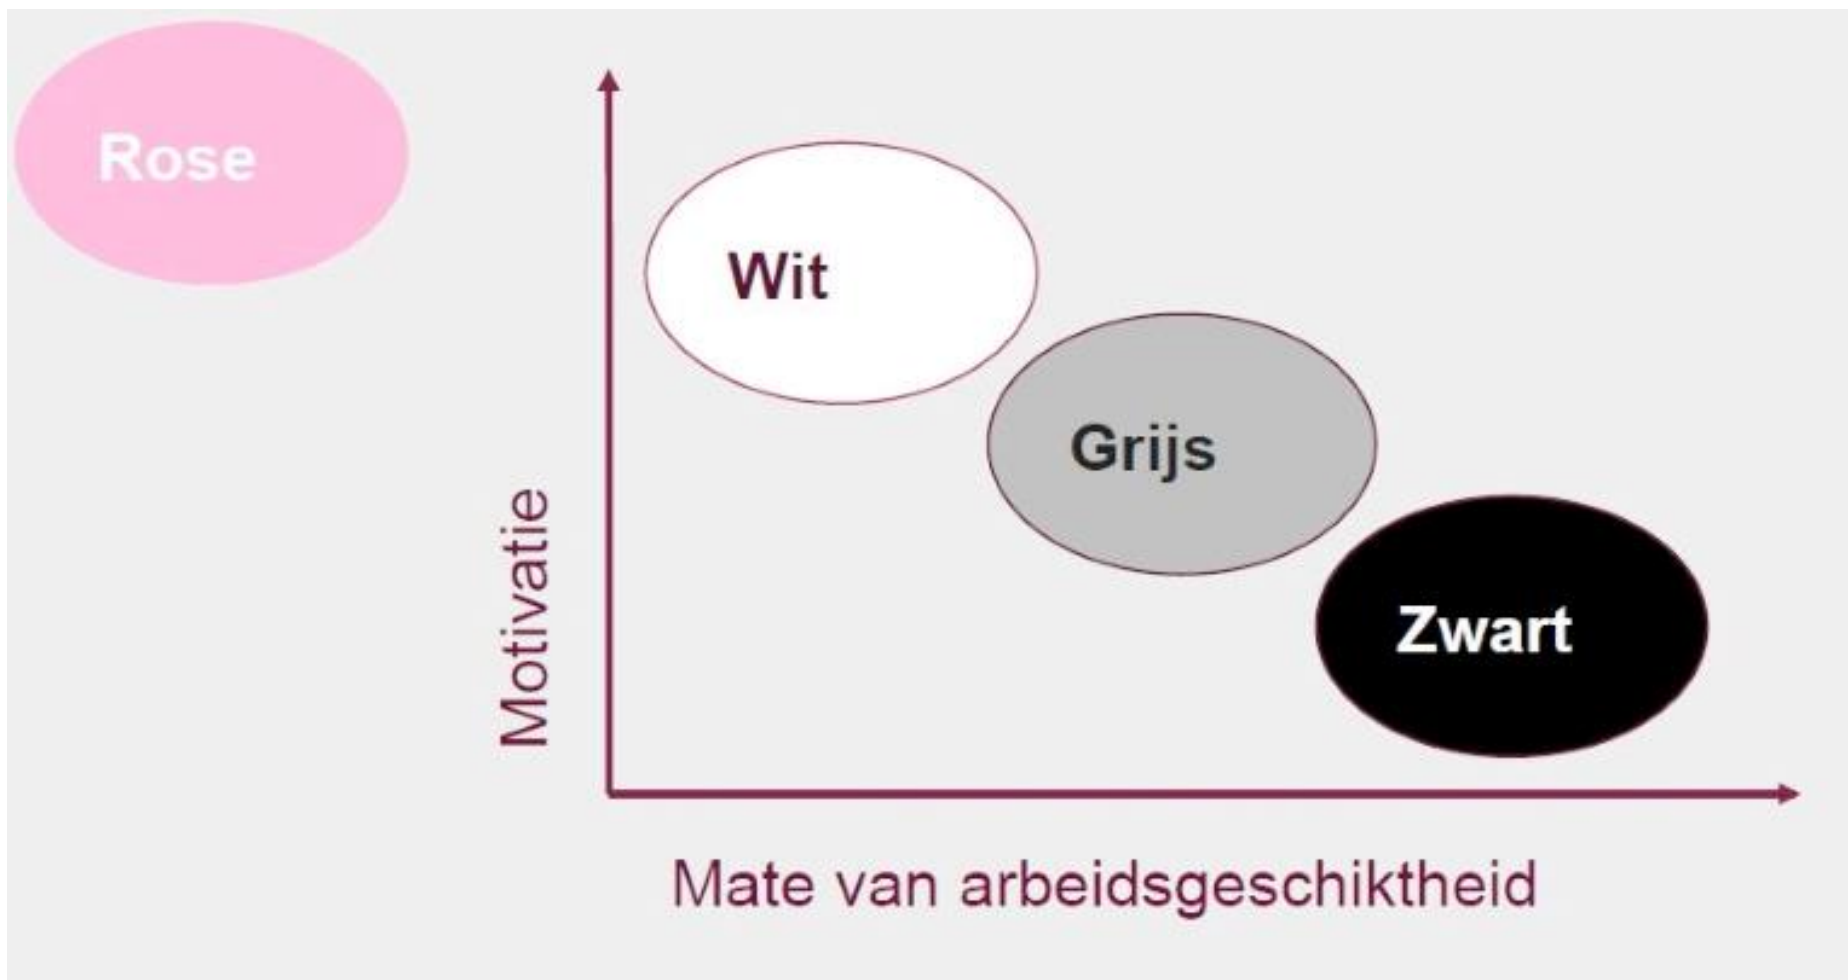 Rose
Wit
Grijs
Zwart
Motivatie
Mate van arbeidsgeschiktheid